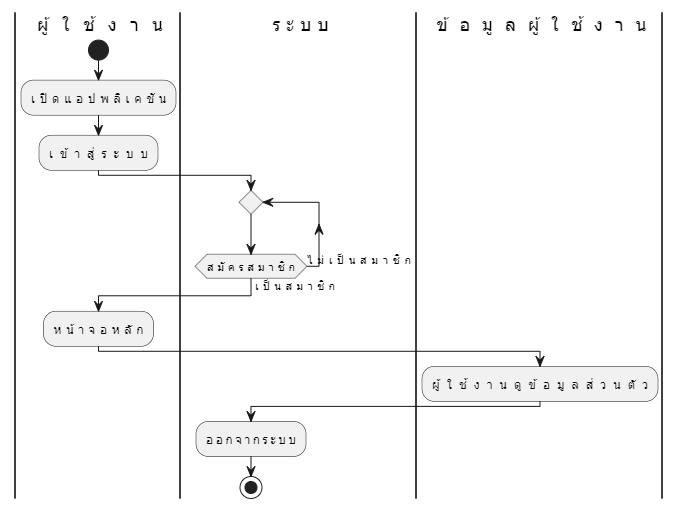 ผู้ใช้งาน
ระบบ
ข้อมูลผู้ใช้งาน
เปิดแอปพลิเคชัน
เข้าสู่ระบบ
สมัครสมาชิก
ไม่เป็นสมาชิก
เป็นสมาชิก
หน้าจอหลัก
ผู้ใช้งานดูข้อมูลส่วนตัว
ออกจากระบบ